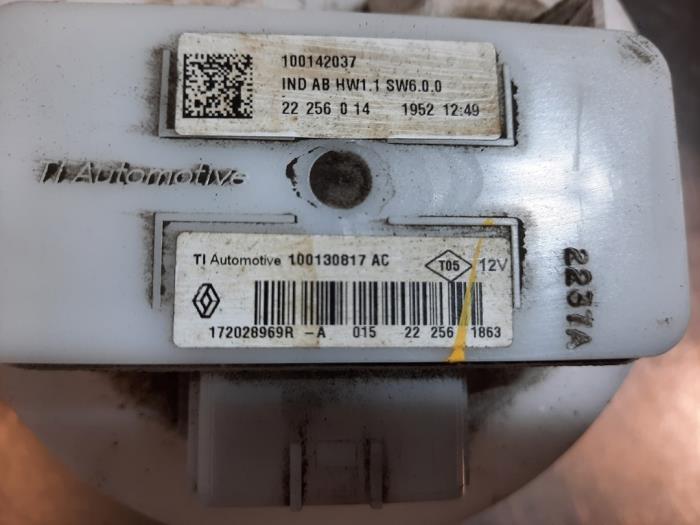 100142037
IND AB HW1.1 SW6.0.0
22 256 0 14 1952 12:49
TI Automotive
TI Automotive 100130817 AC T05 12V
172028969R -A 015 22 256 1863
2231A